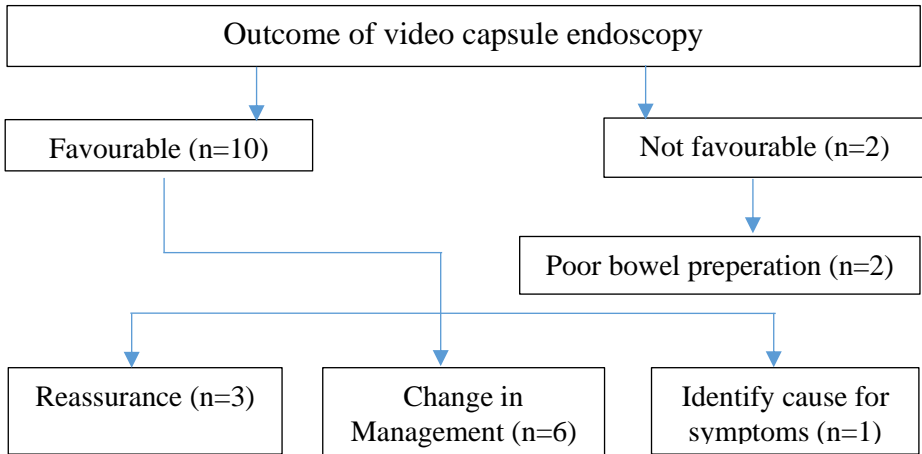 Outcome of video capsule endoscopy
Favourable (n=10)
Not favourable (n=2)
Poor bowel preperation (n=2)
Reassurance (n=3)
Change in
Management (n=6)
Identify cause for
symptoms (n=1)